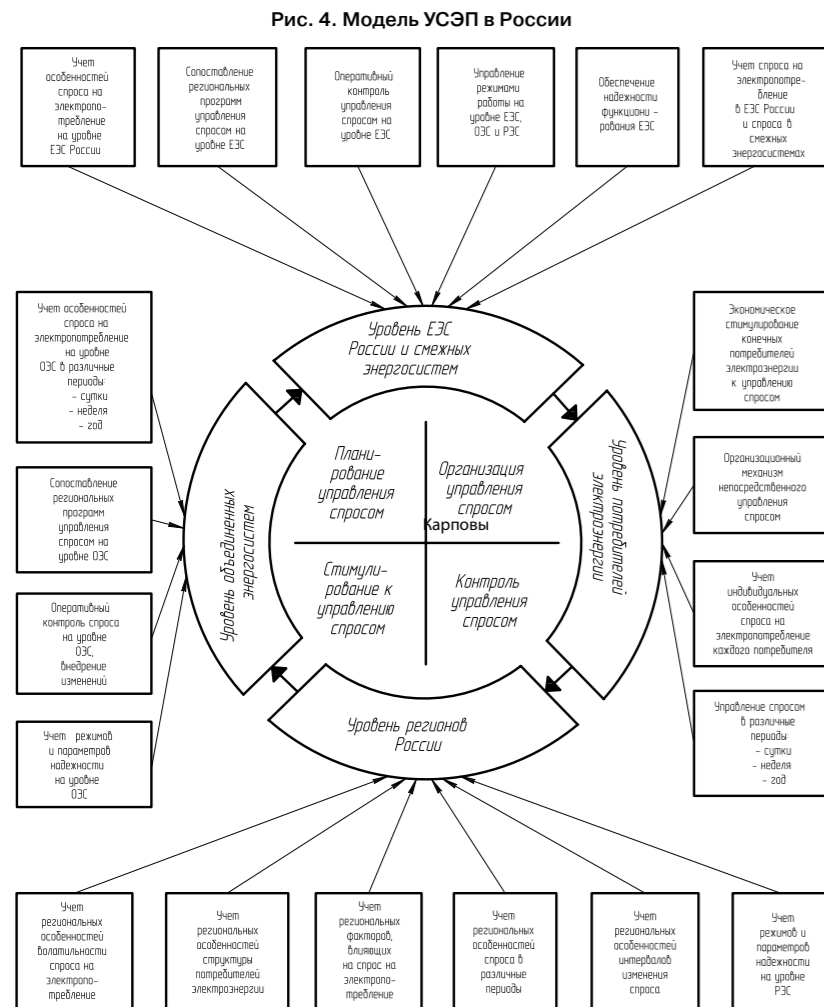 Рис. 4. Модель УСЭП в России
Учет
особенностей
спроса на
электропо-
требление
на уровне
ЕЭС России
Сопоставление
региональных
программ
управления
спросом на
уровне ЕЭС
Оперативный
контроль
управления
спросом на
уровне ЕЭС
Управление
режимами
работы на
уровне ЕЭС,
ОЭС и РЭС
Обеспечение
надежности
функциони - рования ЕЭС
Учет спроса на
электропотре-
бление
в ЕЭС России
и спроса в
смежных
энергосистемах
Учет особенностей
спроса на
электропотребление
на уровне
ОЭС в различные
периоды:
- сутки
- неделя
- год
Сопоставление
региональных
программ
управления
спросом на
уровне ОЭС
Оперативный
контроль спроса
на уровне
ОЭС,
внедрение
изменений
Учет режимов
и параметров
надежности
на уровне
ОЭС
Уровень ЕЭС
России и смежных
энергосистем
Уровень объединенных
энергосистем
Плани-
рование
управления
спросом
Организация
управления
спросом
Карповы
Стимули-
рование к
управлению
спросом
Контроль
управления
спросом
Уровень потребителей
электроэнергии
Уровень регионов
России
Экономическое
стимулирование
конечных
потребителей
электроэнергии
к управлению
спросом
Организационный
механизм
непосредственного
управления
спросом
Учет
индивидуальных
особенностей
спроса на
электропотребление
каждого потребителя
Управление спросом
в различные
периоды:
- сутки
- неделя
- год
Учет
региональных
особенностей
волатильности
спроса на
электропо-
требление
Учет
региональных
особенностей
структуры
потребителей
электроэнергии
Учет
региональных
факторов,
влияющих
на спрос на
электропо-
требление
Учет
региональных
особенностей
спроса в
различные
периоды
Учет
региональных
особенностей
интервалов
изменения
спроса
Учет
режимов и
параметров
надежности
на уровне
РЭС